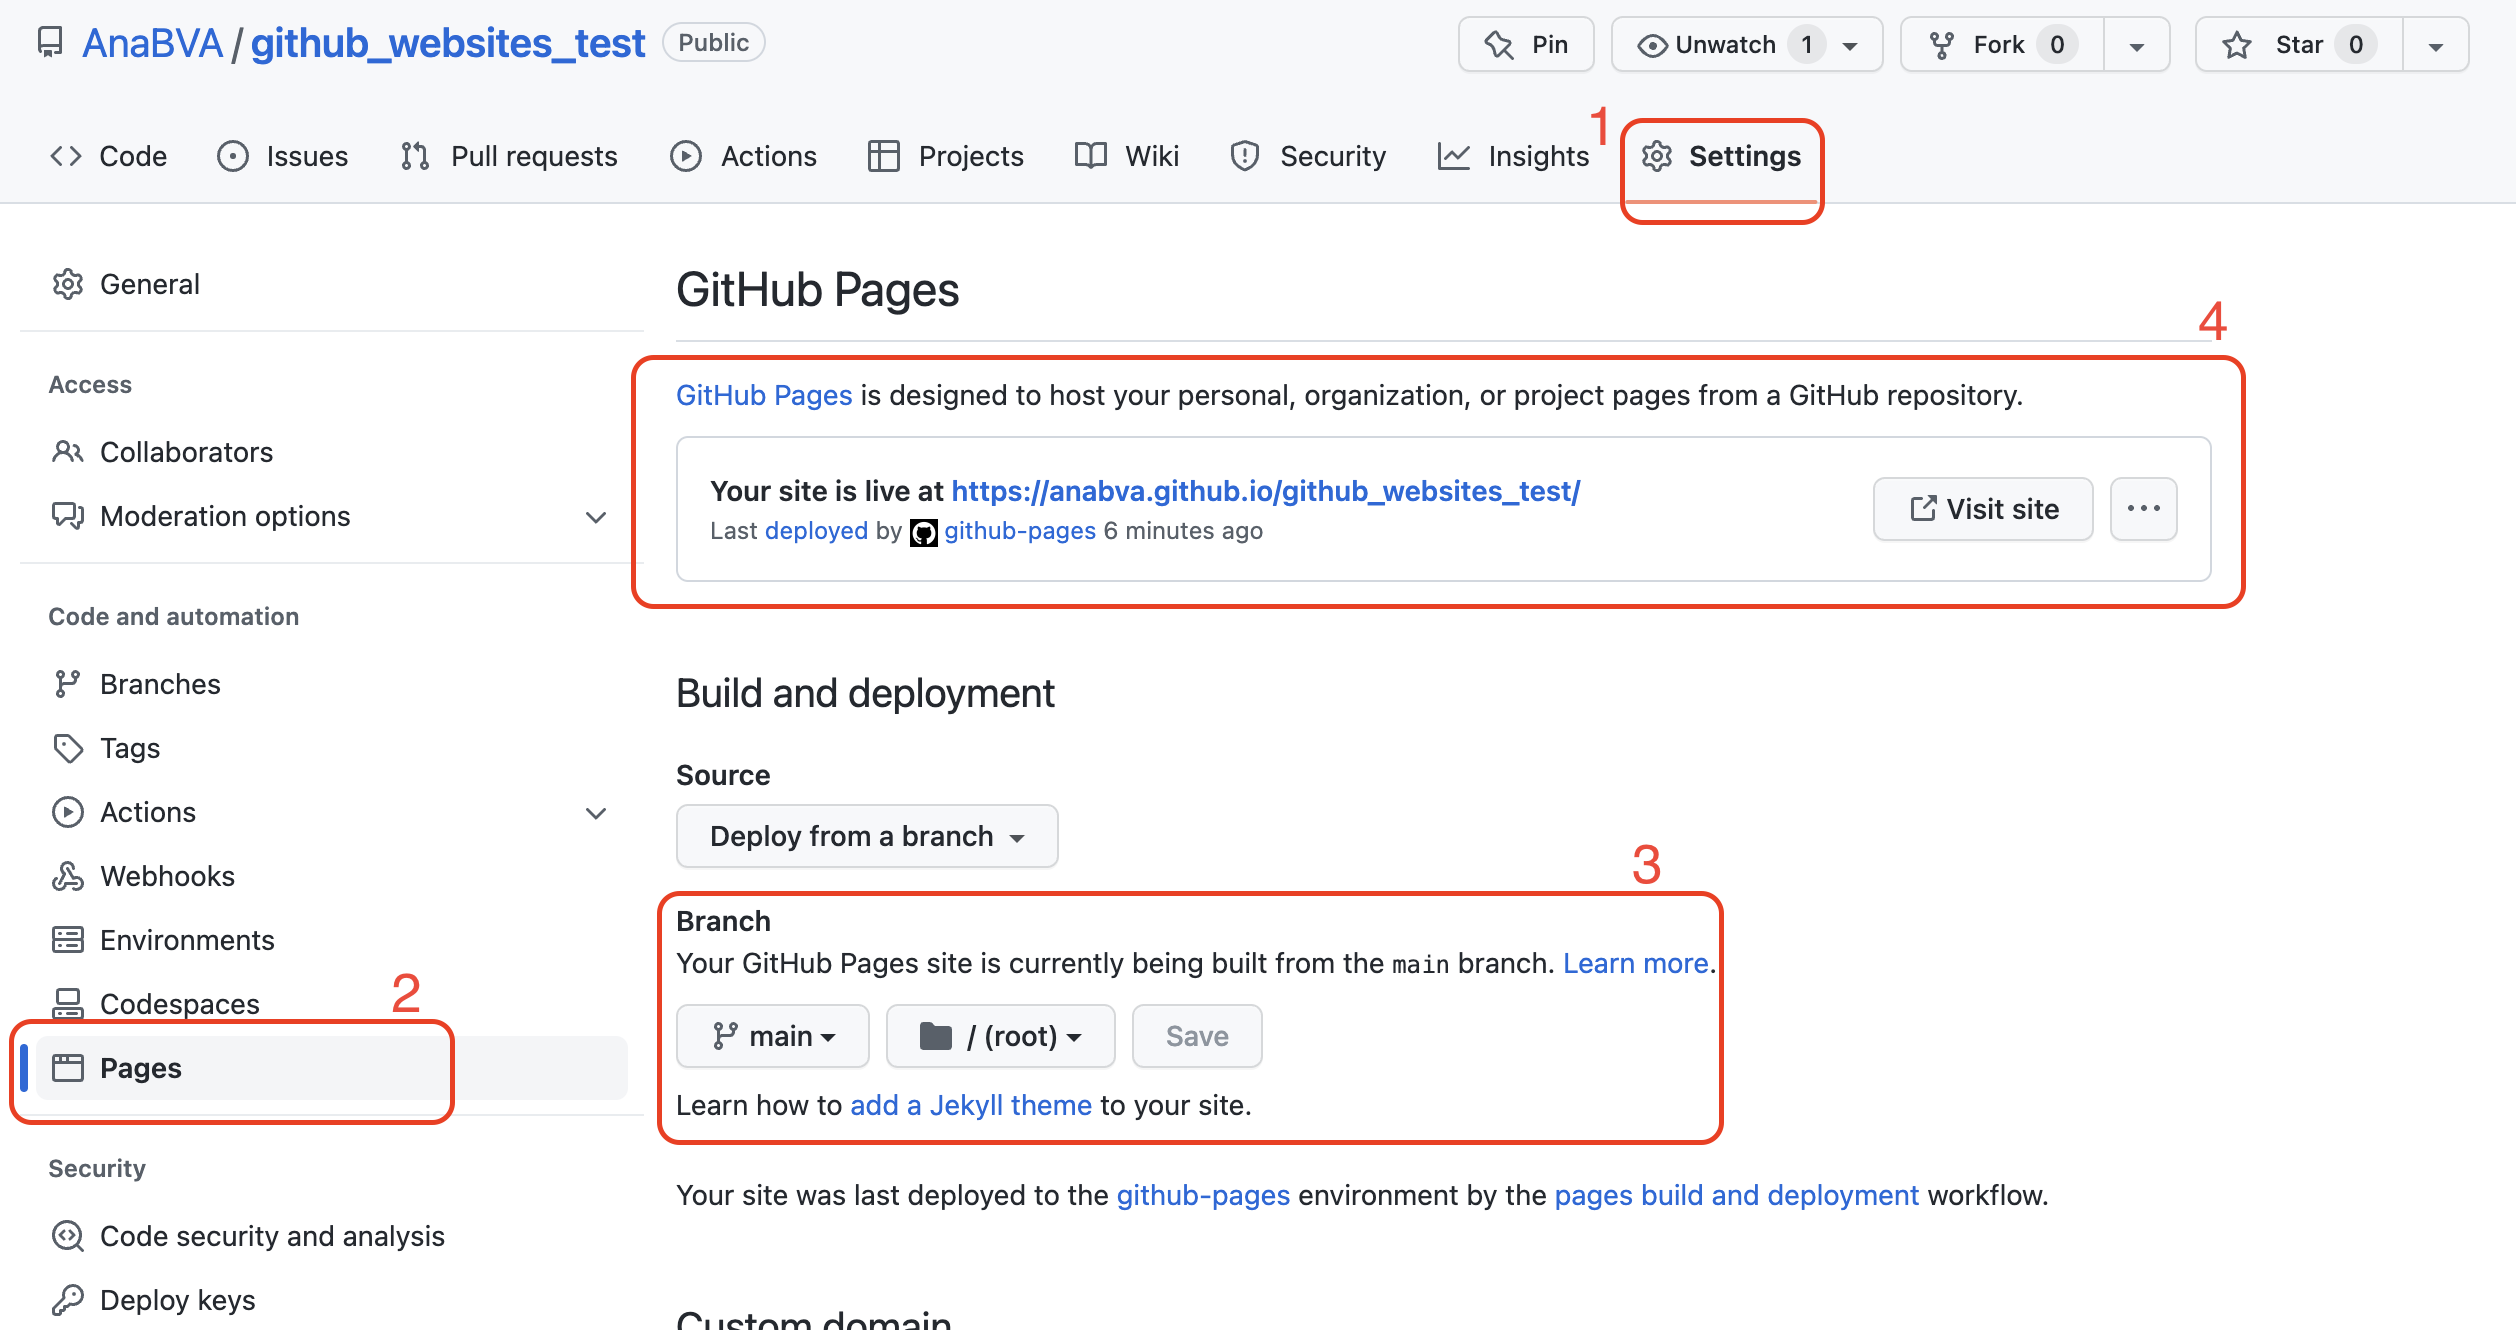 AnaBVA / github_websites_test Public
Pin Unwatch 1 Fork 0 Star 0
Code Issues Pull requests Actions Projects Wiki Security Insights 1 Settings
General
Access
Collaborators
Moderation options
Code and automation
Branches
Tags
Actions
Webhooks
Environments
Codespaces
2
Pages
Security
Code security and analysis
Deploy keys
GitHub Pages
4
GitHub Pages is designed to host your personal, organization, or project pages from a GitHub repository.
Your site is live at https://anabva.github.io/github_websites_test/
Last deployed by github-pages 6 minutes ago
Visit site
Build and deployment
Source
Deploy from a branch
3
Branch
Your GitHub Pages site is currently being built from the main branch. Learn more.
main / (root) Save
Learn how to add a Jekyll theme to your site.
Your site was last deployed to the github-pages environment by the pages build and deployment workflow.
Custom domain